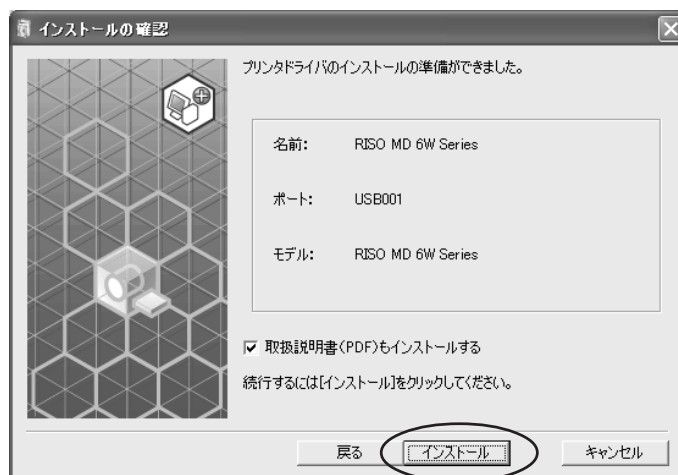 インストールの確認
プリンタドライバのインストールの準備ができました。
名前: RISO MD 6W Series
ポート: USB001
モデル: RISO MD 6W Series
取扱説明書(PDF)もインストールする
続行するには[インストール]をクリックしてください。
戻る インストール キャンセル